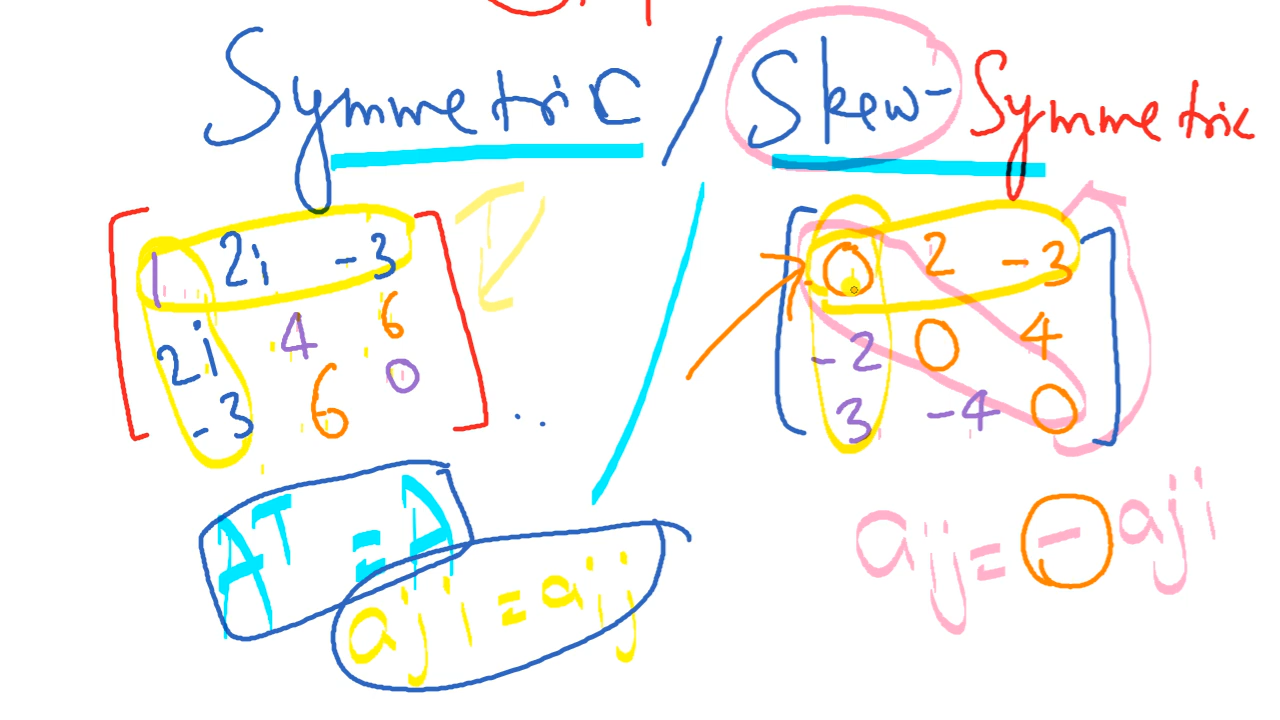 Symmetric / Skew-Symmetric
1 2i -3
2i 4 6
-3 6 0
0 2 -3
-2 0 4
3 -4 0
A^T = A
aji = aij
aij = - aji